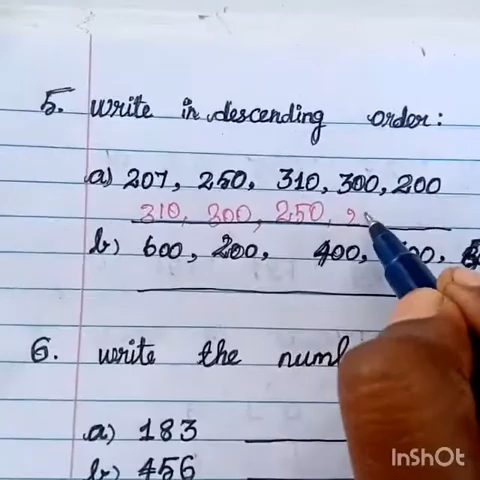 5. Write in descending order:
a) 207, 250, 310, 300, 200
310, 300, 250, 2
b) 600, 200, 400,
6. write the
a) 183
b) 456
InShOt